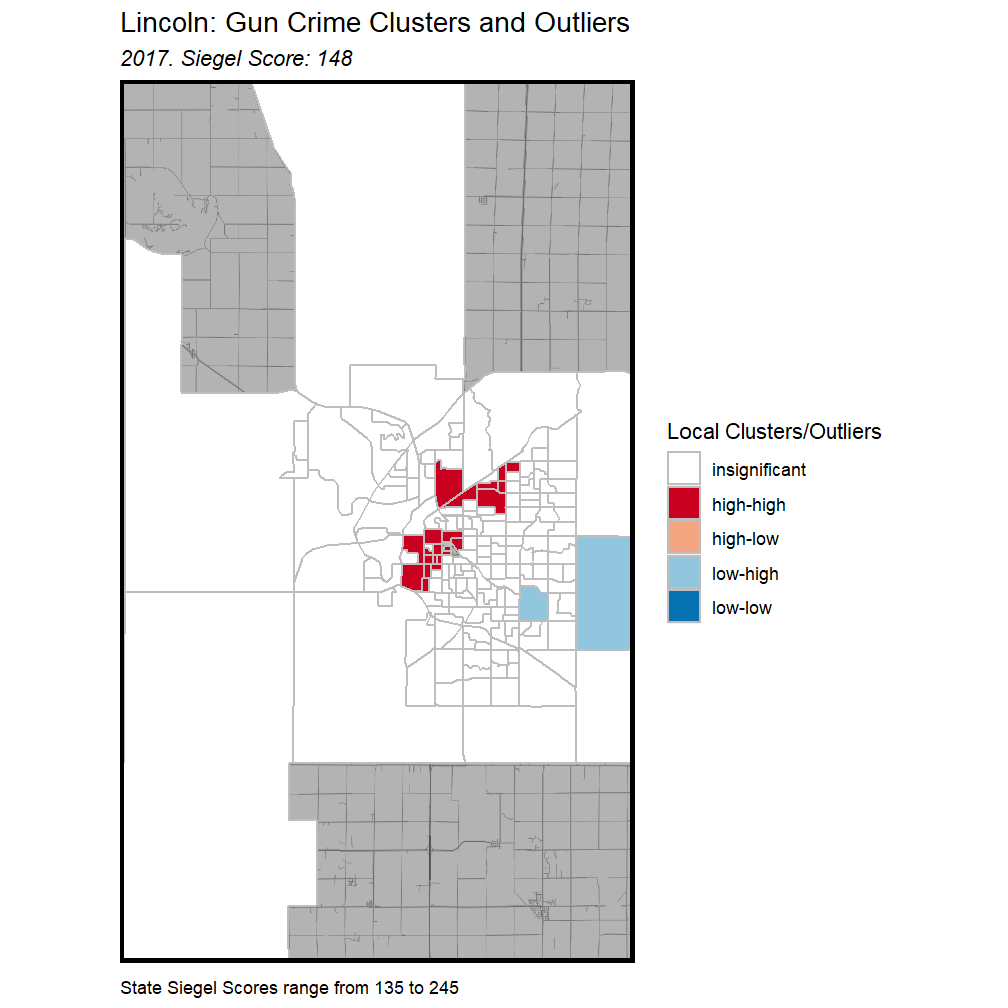 Lincoln: Gun Crime Clusters and Outliers
2017. Siegel Score: 148
Local Clusters/Outliers
insignificant
high-high
high-low
low-high
low-low
State Siegel Scores range from 135 to 245